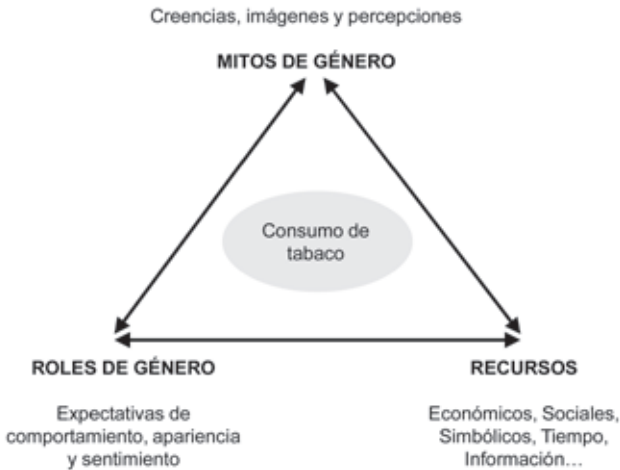 Creencias, imágenes y percepciones
MITOS DE GÉNERO
Consumo de
tabaco
ROLES DE GÉNERO
Expectativas de
comportamiento, apariencia
y sentimiento
RECURSOS
Económicos, Sociales,
Simbólicos, Tiempo,
Información...